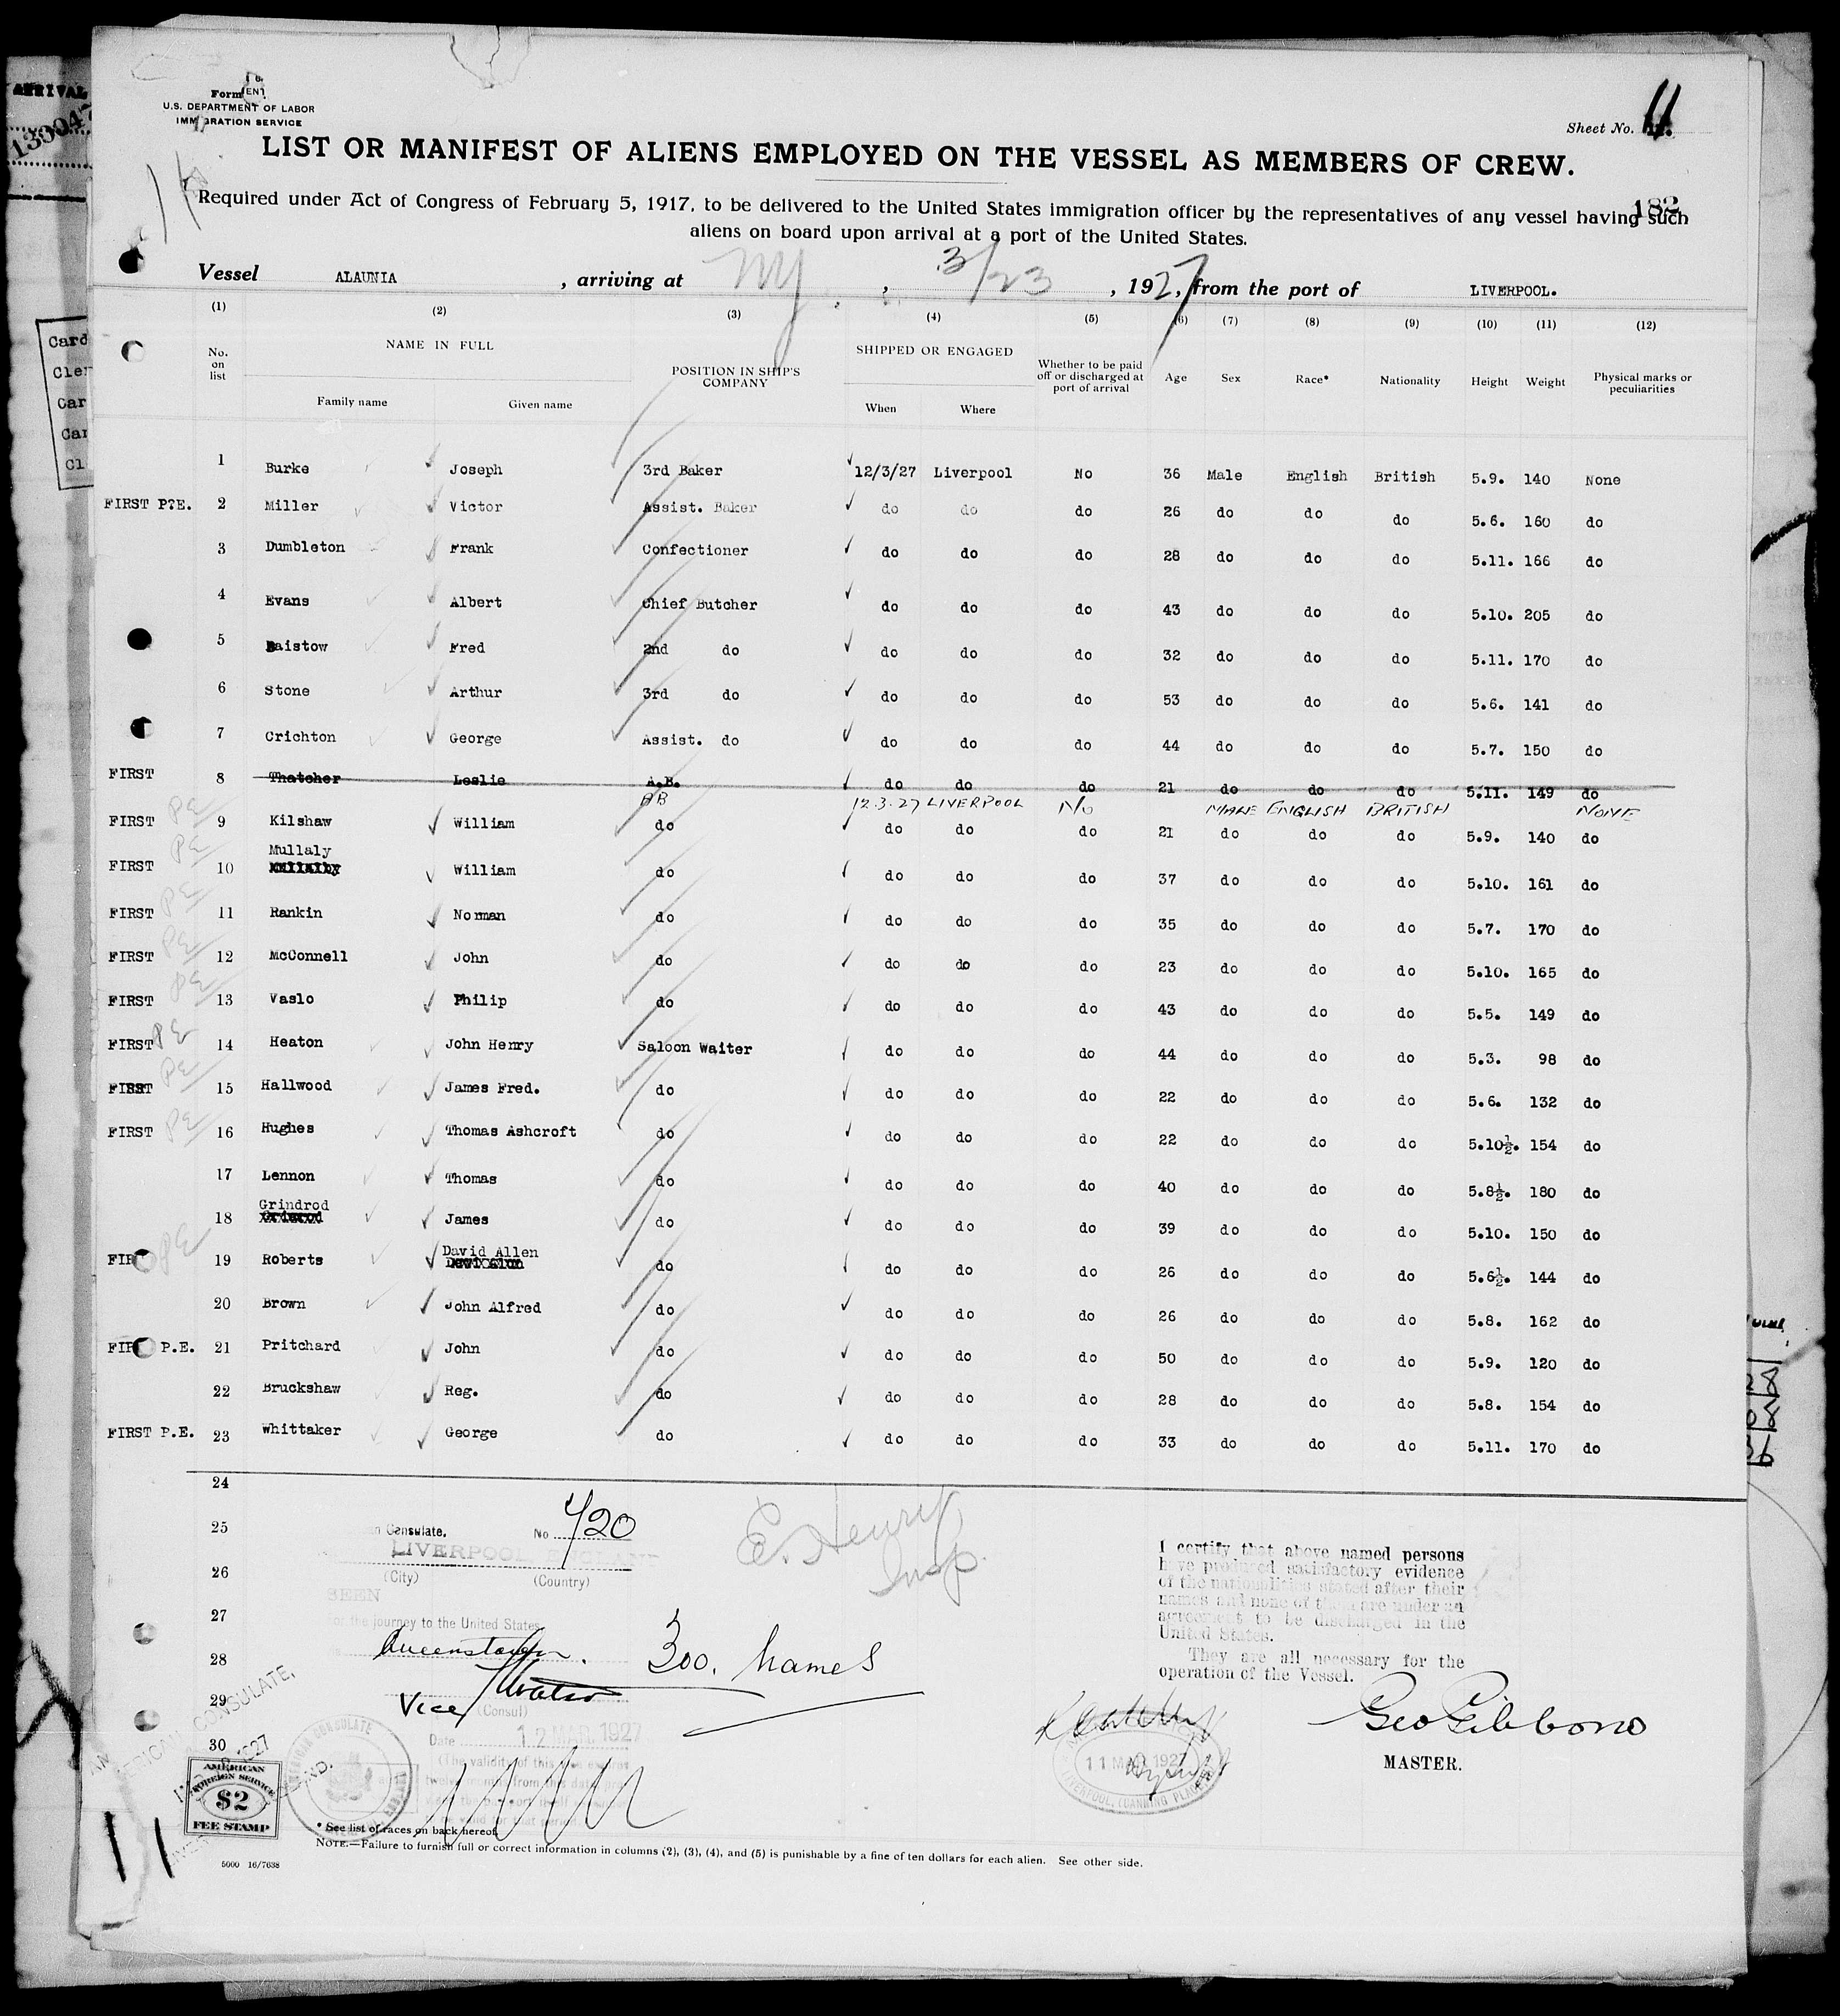 ARRIVAL
Form
U.S. DEPARTMENT OF LABOR
IMMIGRATION SERVICE
Sheet No. 11
LIST OR MANIFEST OF ALIENS EMPLOYED ON THE VESSEL AS MEMBERS OF CREW.
182
Required under Act of Congress of February 5, 1917, to be delivered to the United States immigration officer by the representatives of any vessel having such
aliens on board upon arrival at a port of the United States.
Vessel ALAUNIA , arriving at NY , 3/23 , 1927, from the port of LIVERPOOL.
(1) (2) (3) (4) (5) (6) (7) (8) (9) (10) (11) (12)
No. on list NAME IN FULL POSITION IN SHIP'S COMPANY SHIPPED OR ENGAGED Whether to be paid off or discharged at port of arrival Age Sex Race* Nationality Height Weight Physical marks or peculiarities
Family name Given name When Where
1 Burke Joseph 3rd Baker 12/3/27 Liverpool No 36 Male English British 5.9. 140 None
FIRST P?E. 2 Miller Victor Assist. Baker do do do 26 do do do 5.6. 160 do
3 Dumbleton Frank Confectioner do do do 28 do do do 5.11. 166 do
4 Evans Albert Chief Butcher do do do 43 do do do 5.10. 205 do
5 Baistow Fred 2nd do do do do 32 do do do 5.11. 170 do
6 Stone Arthur 3rd do do do do 53 do do do 5.6. 141 do
7 Crichton George Assist. do do do do 44 do do do 5.7. 150 do
FIRST 8 Thatcher Leslie A.B. do do do 21 do do do 5.11. 149 do
AB 12.3.27 LIVERPOOL No MALE ENGLISH BRITISH NONE
FIRST PE 9 Kilshaw William do do do do 21 do do do 5.9. 140 do
Mullaly
FIRST PE 10 William do do do do 37 do do do 5.10. 161 do
FIRST PE 11 Rankin Norman do do do do 35 do do do 5.7. 170 do
FIRST PE 12 McConnell John do do do do 23 do do do 5.10. 165 do
FIRST PE 13 Vaslo Philip do do do do 43 do do do 5.5. 149 do
FIRST PE 14 Heaton John Henry Saloon Waiter do do do 44 do do do 5.3. 98 do
FIRST PE 15 Hallwood James Fred. do do do do 22 do do do 5.6. 132 do
FIRST PE 16 Hughes Thomas Ashcroft do do do do 22 do do do 5.10½. 154 do
17 Lennon Thomas do do do do 40 do do do 5.8½. 180 do
Grindrod
18 James do do do do 39 do do do 5.10. 150 do
David Allen
FIR PE 19 Roberts do do do do 26 do do do 5.6½. 144 do
20 Brown John Alfred do do do do 26 do do do 5.8. 162 do
FIR P.E. 21 Pritchard John do do do do 50 do do do 5.9. 120 do
22 Bruckshaw Reg. do do do do 28 do do do 5.8. 154 do
FIRST P.E. 23 Whittaker George do do do do 33 do do do 5.11. 170 do
24
25 n Consulate. No 420
E. Henry
Insp.
LIVERPOOL ENGLAND
26 (City) (Country)
SEEN
27 for the journey to the United States
Queenstown.
28 300. Names
29 Vice (Consul)
Date 12 MAR 1927
30
I certify that above named persons
have produced satisfactory evidence
of the nationalities stated after their
names and none of them are under an
agreement to be discharged in the
United States.
They are all necessary for the
operation of the Vessel.
Geo Gibbons
MASTER.
11 MAR 1927
LIVERPOOL, CANNING PLACE
AMERICAN CONSULATE
AMERICAN CONSULATE,
AMERICAN
FOREIGN SERVICE
$2
FEE STAMP
11
* See list of races on back hereof.
NOTE.—Failure to furnish full or correct information in columns (2), (3), (4), and (5) is punishable by a fine of ten dollars for each alien. See other side.
5000 16/7638